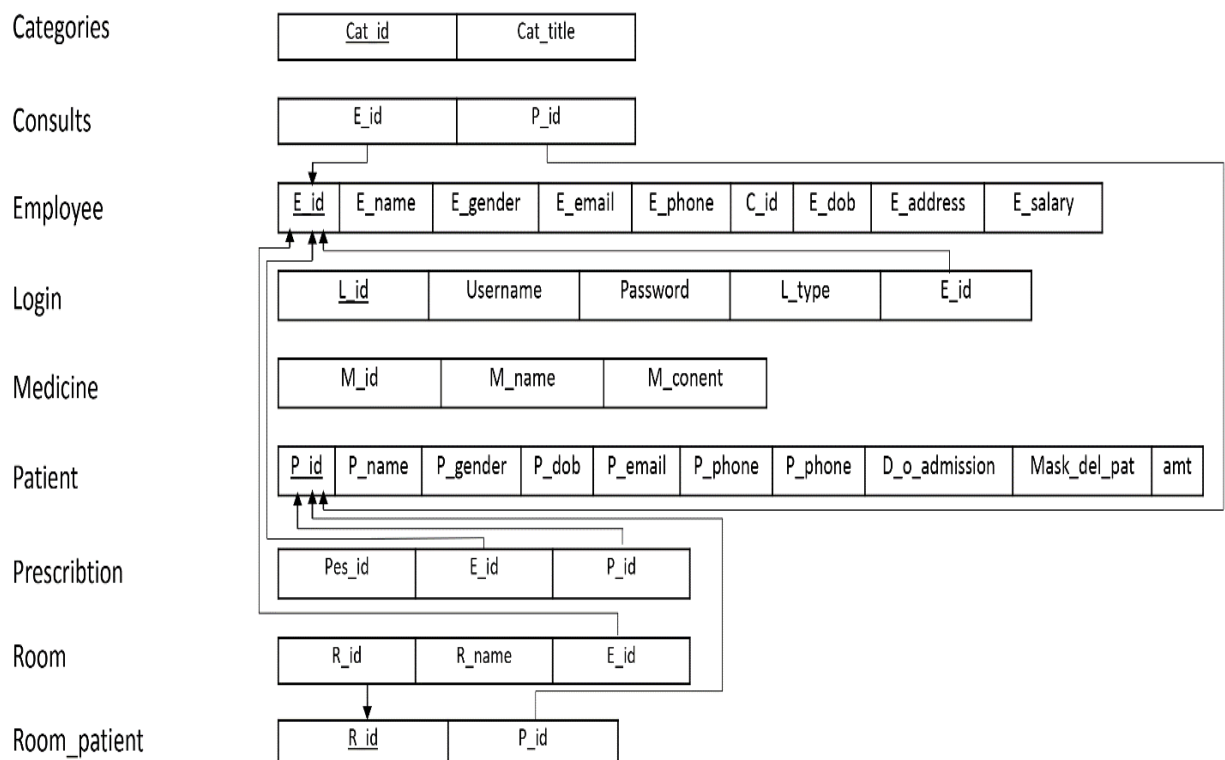 Categories Cat_id Cat_title
Consults E_id P_id
Employee E_id E_name E_gender E_email E_phone C_id E_dob E_address E_salary
Login L_id Username Password L_type E_id
Medicine M_id M_name M_conent
Patient P_id P_name P_gender P_dob P_email P_phone P_phone D_o_admission Mask_del_pat amt
Prescribtion Pes_id E_id P_id
Room R_id R_name E_id
Room_patient R_id P_id